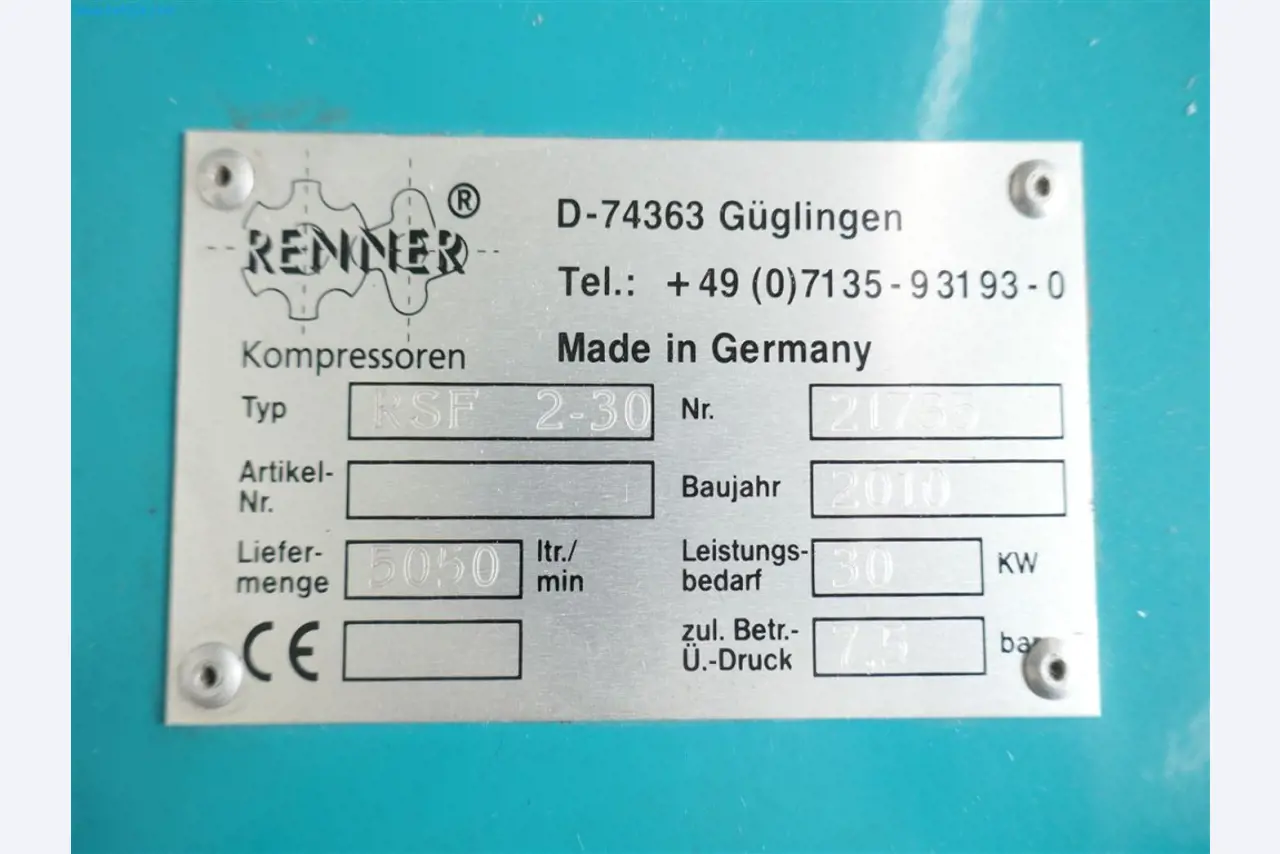 RENNER®
Kompressoren
D-74363 Güglingen
Tel.: +49 (0)7135-93193-0
Made in Germany
Typ RSF 2-30 Nr.
Artikel-
Nr.
Baujahr 2010
Liefer-
menge 5050 ltr./
min
Leistungs-
bedarf 30 KW
CE
zul. Betr.-
Ü.-Druck 7.5